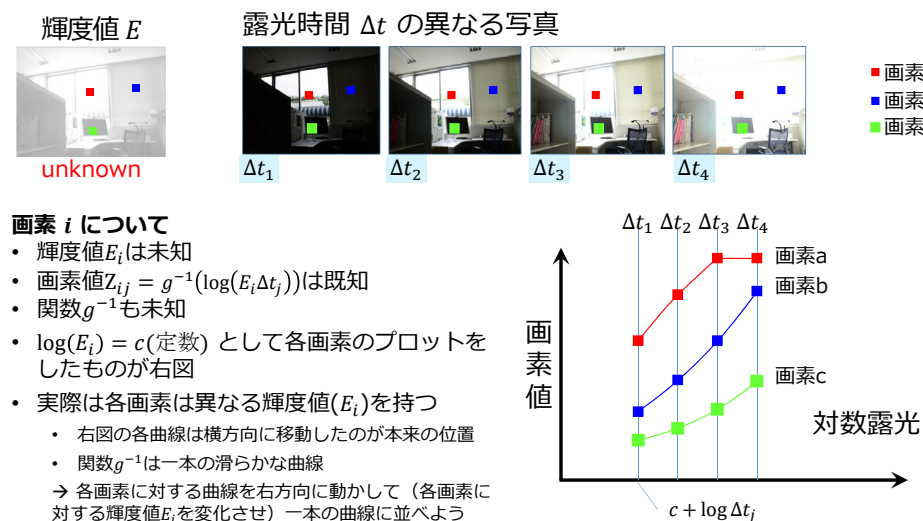 輝度値 E
露光時間 Δt の異なる写真
画素
画素
画素
unknown
Δt₁
Δt₂
Δt₃
Δt₄
画素 i について
• 輝度値Eᵢは未知
• 画素値Zᵢⱼ = g⁻¹(log(EᵢΔtⱼ))は既知
• 関数g⁻¹も未知
• log(Eᵢ) = c(定数) として各画素のプロットを
したものが右図
• 実際は各画素は異なる輝度値(Eᵢ)を持つ
• 右図の各曲線は横方向に移動したのが本来の位置
• 関数g⁻¹は一本の滑らかな曲線
→ 各画素に対する曲線を右方向に動かして（各画素に
対する輝度値Eᵢを変化させ）一本の曲線に並べよう
Δt₁ Δt₂ Δt₃ Δt₄
画素a
画素b
画素c
画素値
対数露光
c + log Δtⱼ